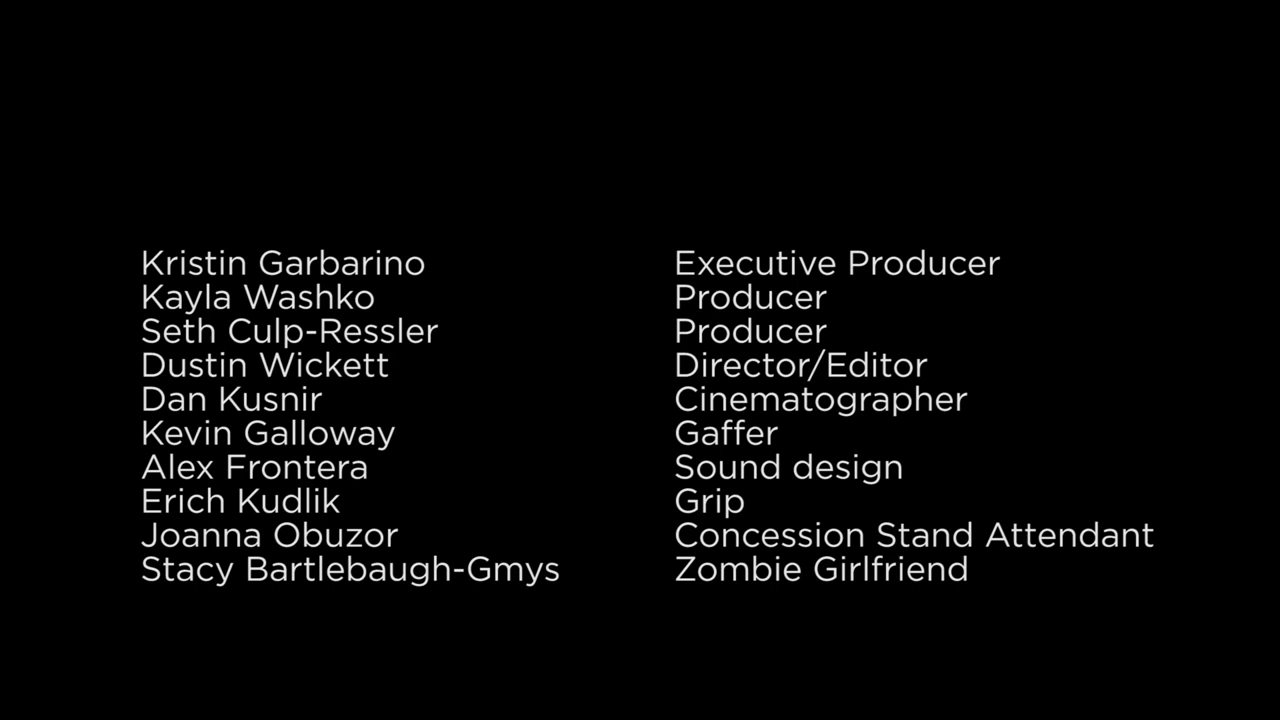 Kristin Garbarino Executive Producer
Kayla Washko Producer
Seth Culp-Ressler Producer
Dustin Wickett Director/Editor
Dan Kusnir Cinematographer
Kevin Galloway Gaffer
Alex Frontera Sound design
Erich Kudlik Grip
Joanna Obuzor Concession Stand Attendant
Stacy Bartlebaugh-Gmys Zombie Girlfriend